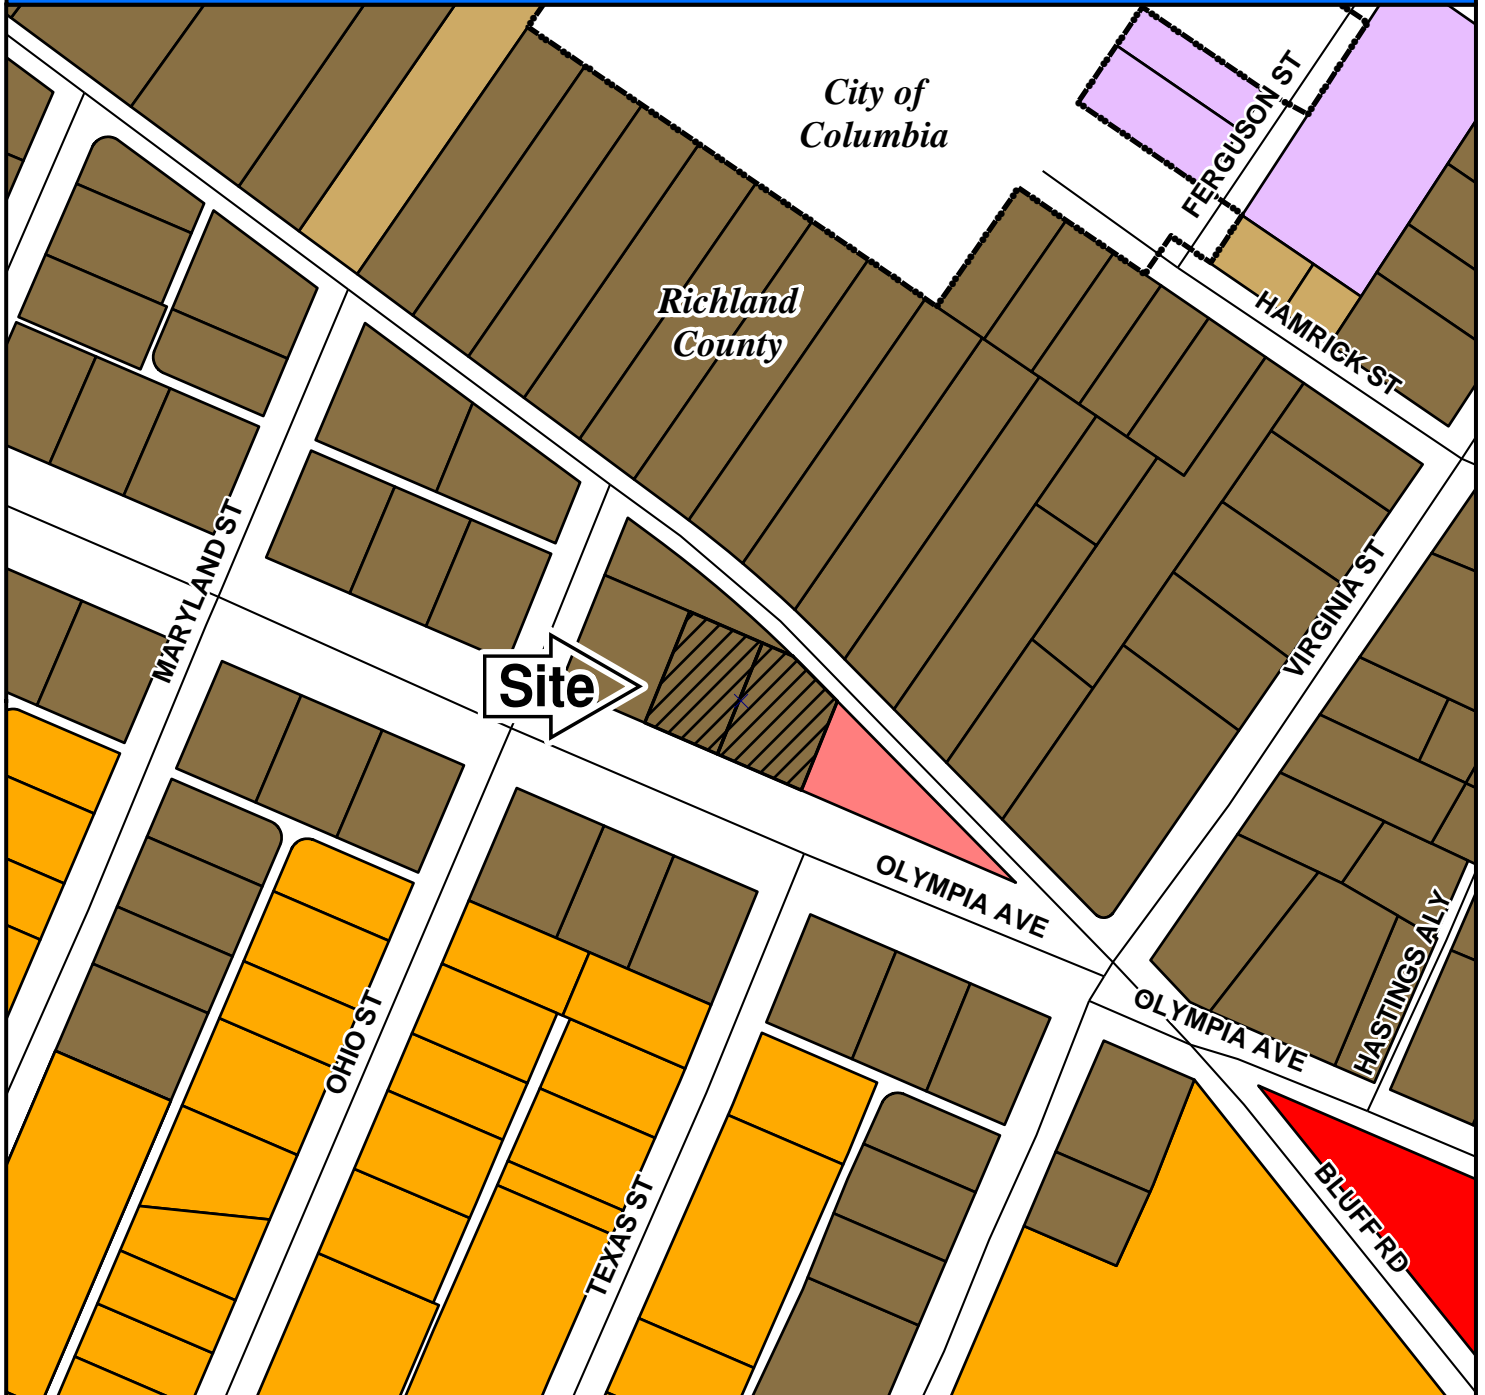 City of
Columbia
FERGUSON ST
Richland
County
HAMRICK ST
MARYLAND ST
VIRGINIA ST
Site
OLYMPIA AVE
HASTINGS ALY
OLYMPIA AVE
OHIO ST
TEXAS ST
BLUFF RD